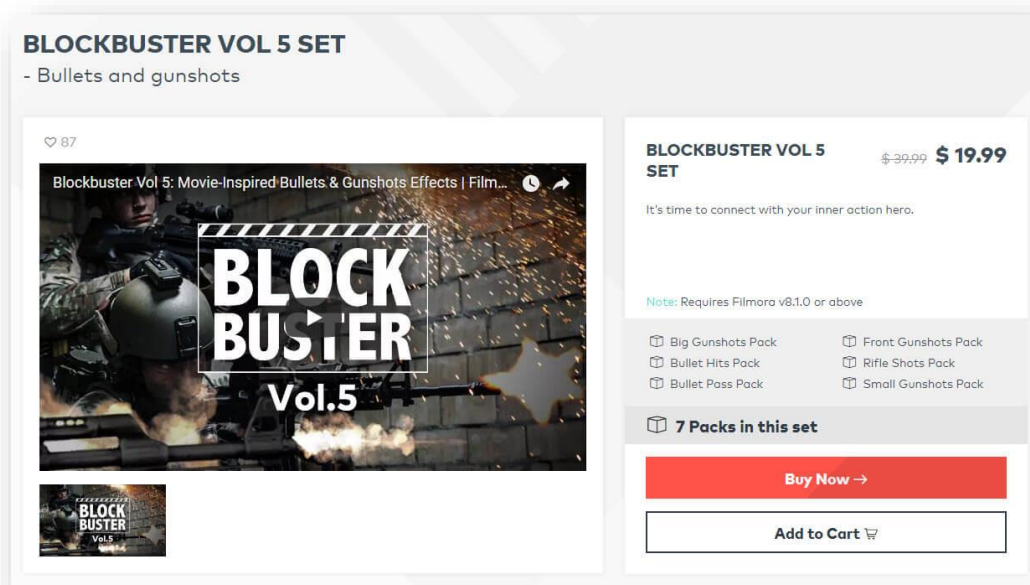 BLOCKBUSTER VOL 5 SET
- Bullets and gunshots
87
Blockbuster Vol 5: Movie-Inspired Bullets & Gunshots Effects | Film...
BLOCK
BUSTER
Vol.5
BLOCK
BUSTER
Vol.5
BLOCKBUSTER VOL 5
SET
$ 39.99 $ 19.99
It's time to connect with your inner action hero.
Note: Requires Filmora v8.1.0 or above
Big Gunshots Pack
Front Gunshots Pack
Bullet Hits Pack
Rifle Shots Pack
Bullet Pass Pack
Small Gunshots Pack
7 Packs in this set
Buy Now →
Add to Cart